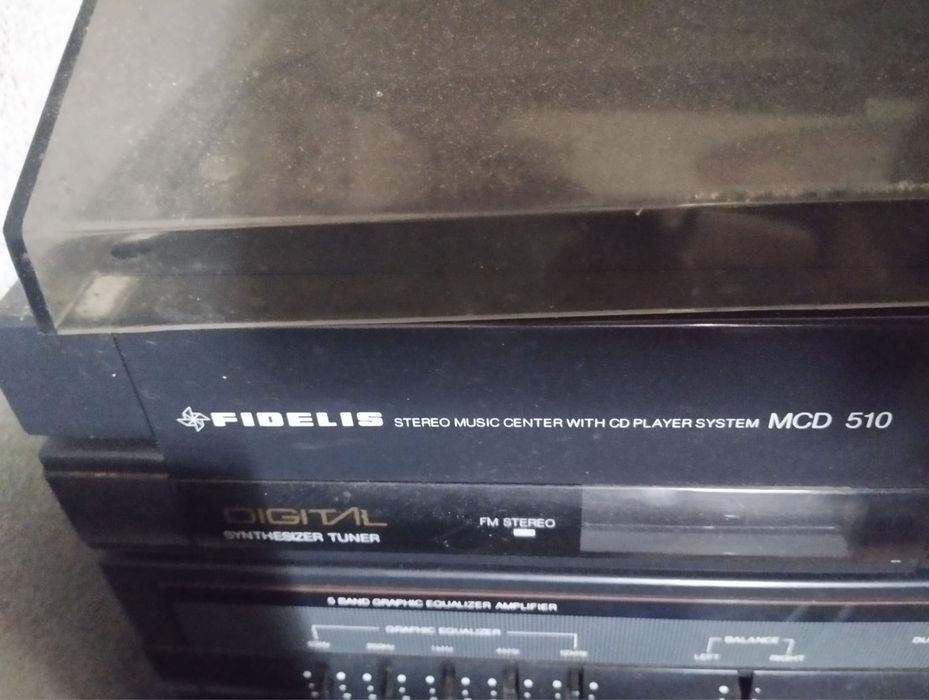 FIDELIS STEREO MUSIC CENTER WITH CD PLAYER SYSTEM MCD 510
DIGITAL
SYNTHESIZER TUNER
FM STEREO
5 BAND GRAPHIC EQUALIZER AMPLIFIER
GRAPHIC EQUALIZER
1kHz
BALANCE
LEFT RIGHT